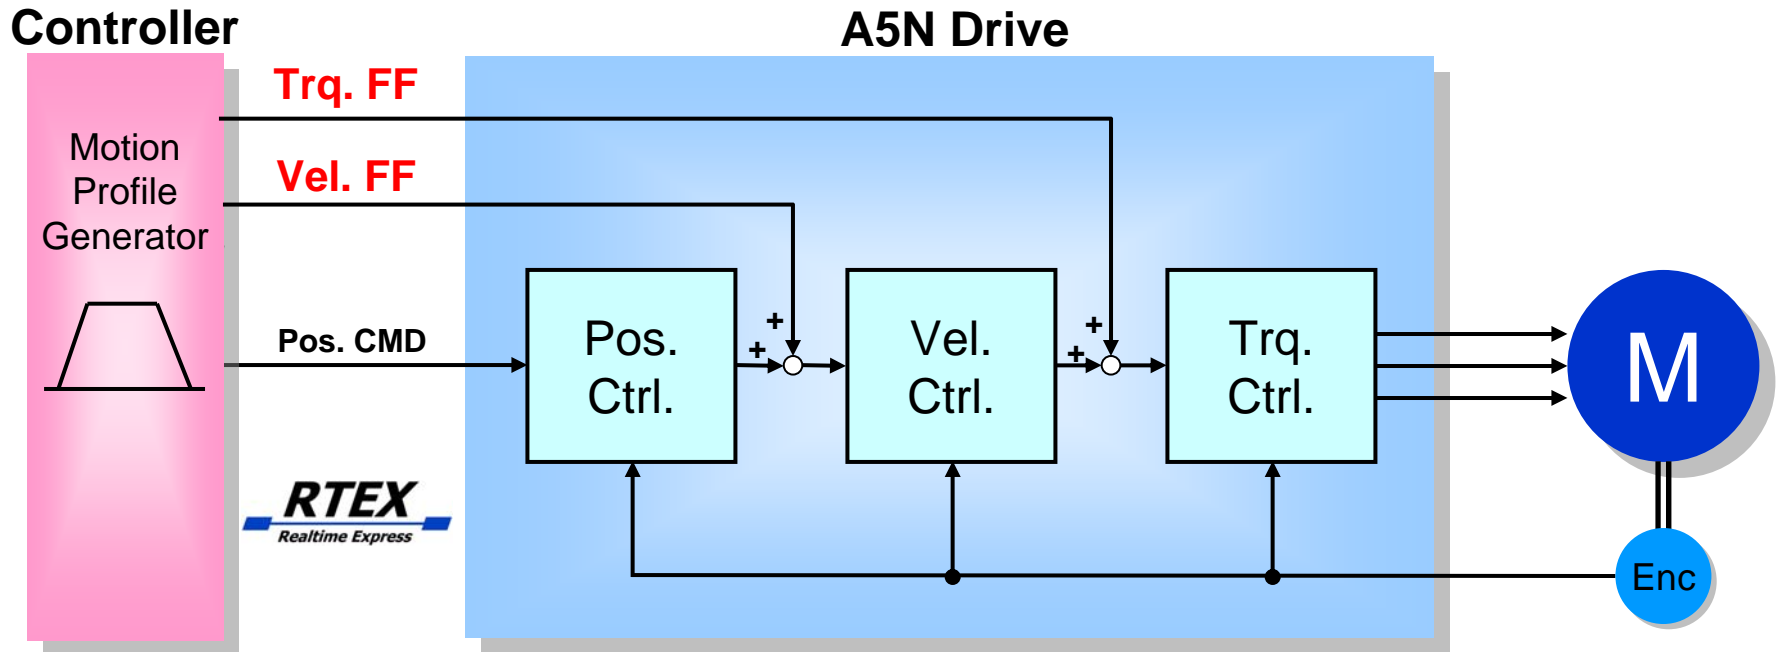 Controller
A5N Drive
Trq. FF
Motion
Profile
Generator
Vel. FF
Pos. CMD
+
+
Pos.
Ctrl.
Vel.
Ctrl.
+
+
Trq.
Ctrl.
M
RTEX
Realtime Express
Enc